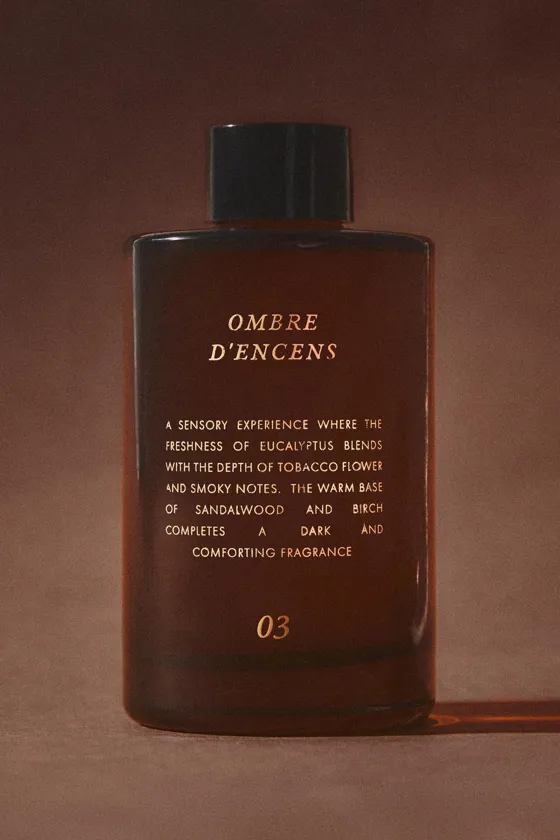 OMBRE
D'ENCENS
A SENSORY EXPERIENCE WHERE THE
FRESHNESS OF EUCALYPTUS BLENDS
WITH THE DEPTH OF TOBACCO FLOWER
AND SMOKY NOTES. THE WARM BASE
OF SANDALWOOD AND BIRCH
COMPLETES A DARK AND
COMFORTING FRAGRANCE
03